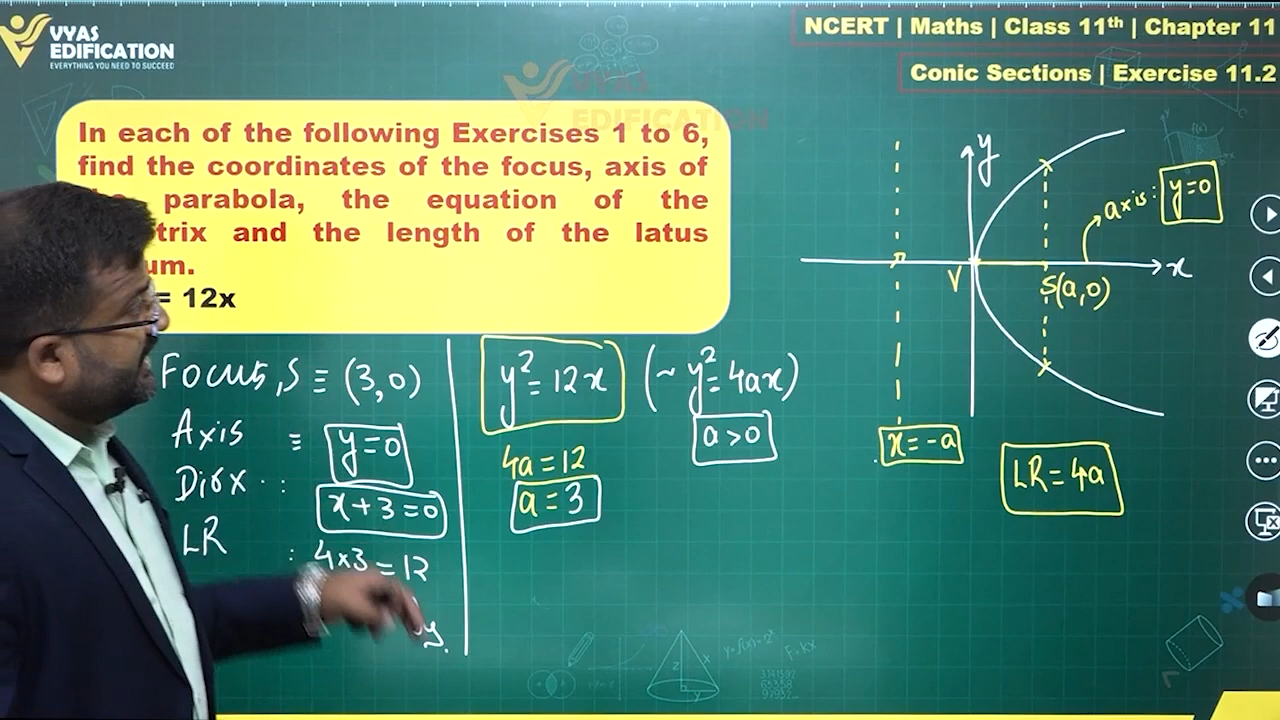 VYAS
EDIFICATION
EVERYTHING YOU NEED TO SUCCEED
NCERT | Maths | Class 11th | Chapter 11
Conic Sections | Exercise 11.2
VYAS
EDIFICATION
In each of the following Exercises 1 to 6,
find the coordinates of the focus, axis of
parabola, the equation of the
trix and the length of the latus
um.
= 12x
Focus, S ≡ (3,0)
Axis ≡ y=0
Dirx : x+3=0
LR : 4×3 = 12
y² = 12x (~ y² = 4ax)
a>0
4a=12
a=3
y
axis: y=0
x
V
S(a,0)
x=-a
LR=4a